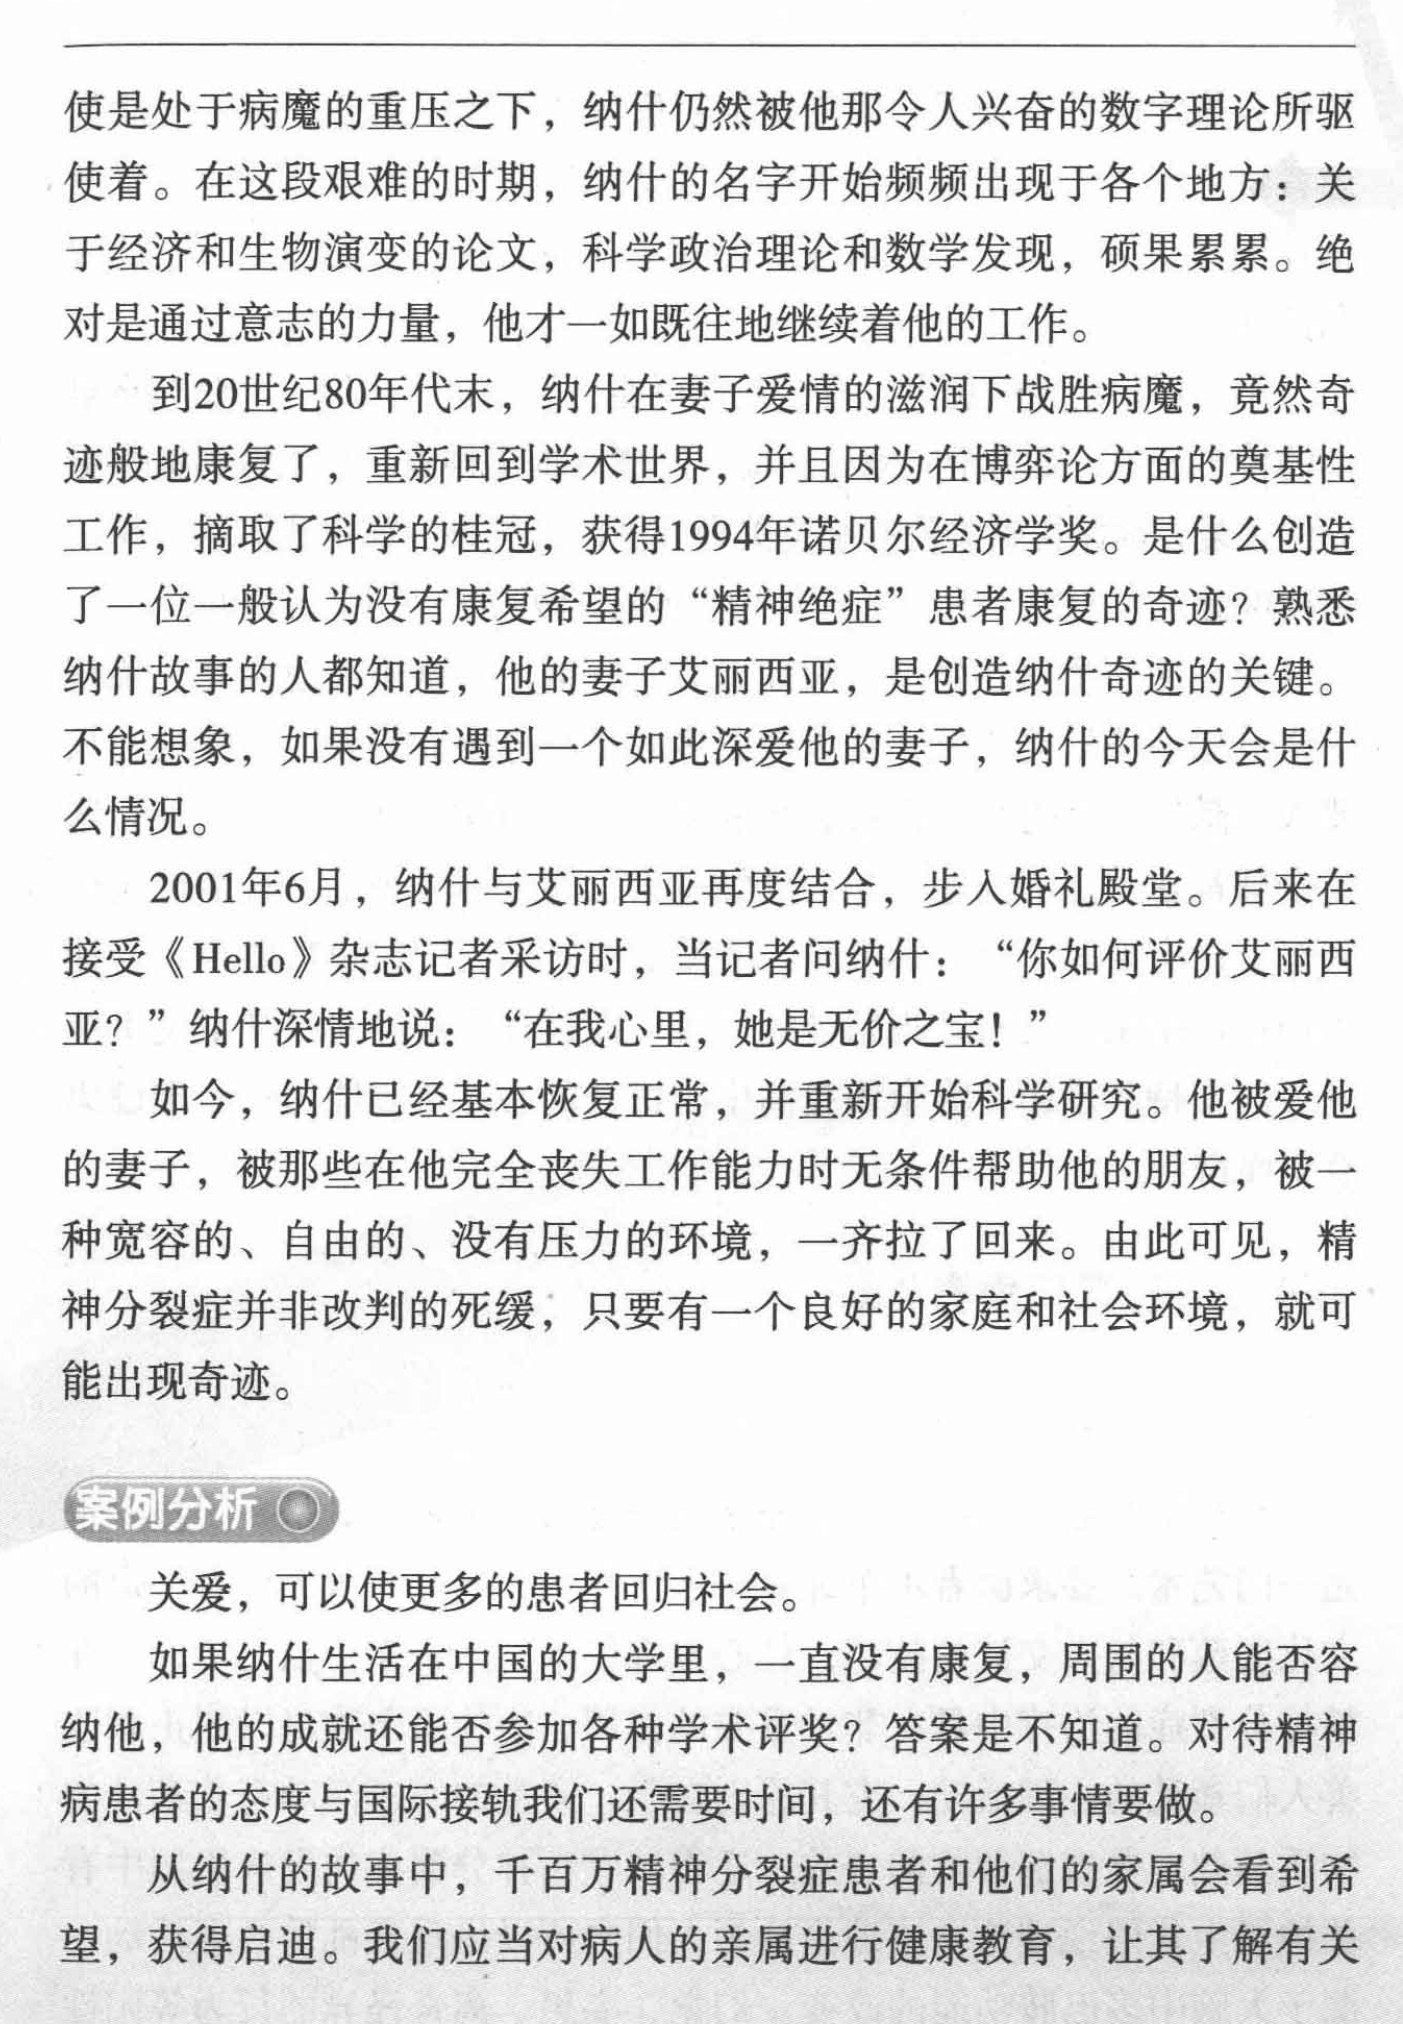 使是处于病魔的重压之下，纳什仍然被他那令人兴奋的数字理论所驱
使着。在这段艰难的时期，纳什的名字开始频频出现于各个地方：关
于经济和生物演变的论文，科学政治理论和数学发现，硕果累累。绝
对是通过意志的力量，他才一如既往地继续着他的工作。
到20世纪80年代末，纳什在妻子爱情的滋润下战胜病魔，竟然奇
迹般地康复了，重新回到学术世界，并且因为在博弈论方面的奠基性
工作，摘取了科学的桂冠，获得1994年诺贝尔经济学奖。是什么创造
了一位一般认为没有康复希望的“精神绝症”患者康复的奇迹？熟悉
纳什故事的人都知道，他的妻子艾丽西亚，是创造纳什奇迹的关键。
不能想象，如果没有遇到一个如此深爱他的妻子，纳什的今天会是什
么情况。
2001年6月，纳什与艾丽西亚再度结合，步入婚礼殿堂。后来在
接受《Hello》杂志记者采访时，当记者问纳什：“你如何评价艾丽西
亚？”纳什深情地说：“在我心里，她是无价之宝！”
如今，纳什已经基本恢复正常，并重新开始科学研究。他被爱他
的妻子，被那些在他完全丧失工作能力时无条件帮助他的朋友，被一
种宽容的、自由的、没有压力的环境，一齐拉了回来。由此可见，精
神分裂症并非改判的死缓，只要有一个良好的家庭和社会环境，就可
能出现奇迹。
案例分析
关爱，可以使更多的患者回归社会。
如果纳什生活在中国的大学里，一直没有康复，周围的人能否容
纳他，他的成就还能否参加各种学术评奖？答案是不知道。对待精神
病患者的态度与国际接轨我们还需要时间，还有许多事情要做。
从纳什的故事中，千百万精神分裂症患者和他们的家属会看到希
望，获得启迪。我们应当对病人的亲属进行健康教育，让其了解有关